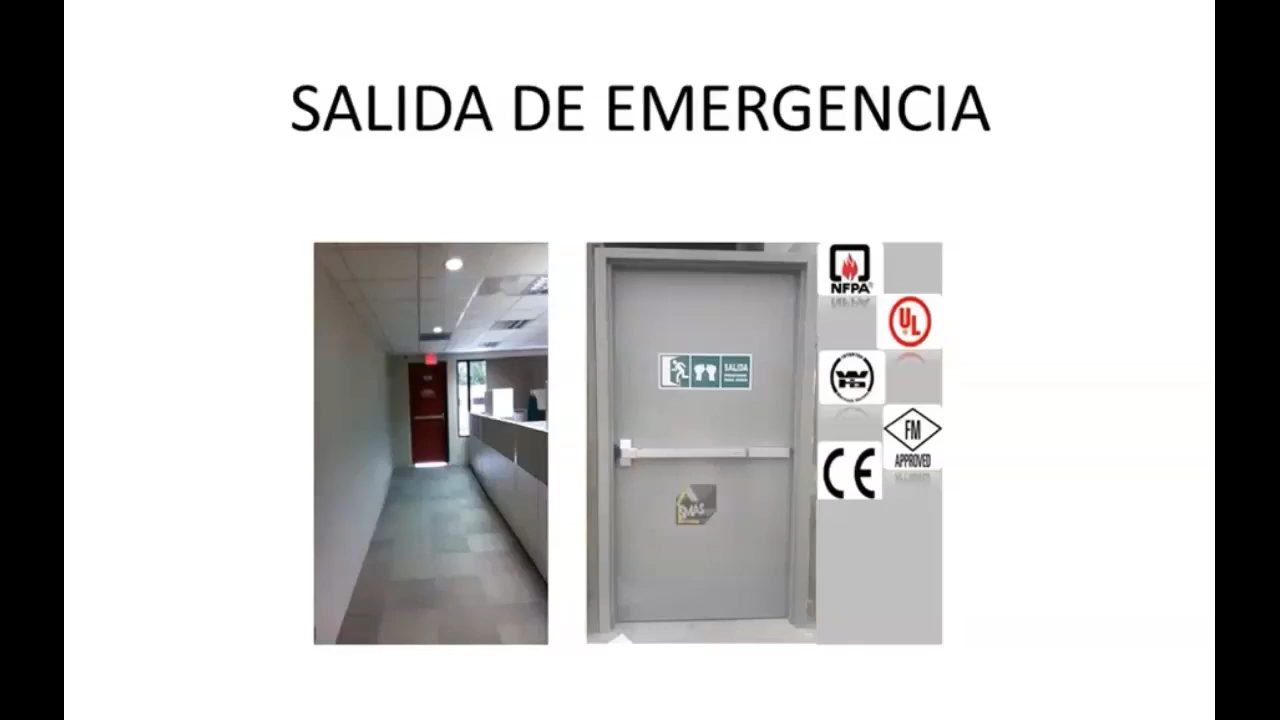 SALIDA DE EMERGENCIA
NFPA
UL
SALIDA
FM
APPROVED
CE